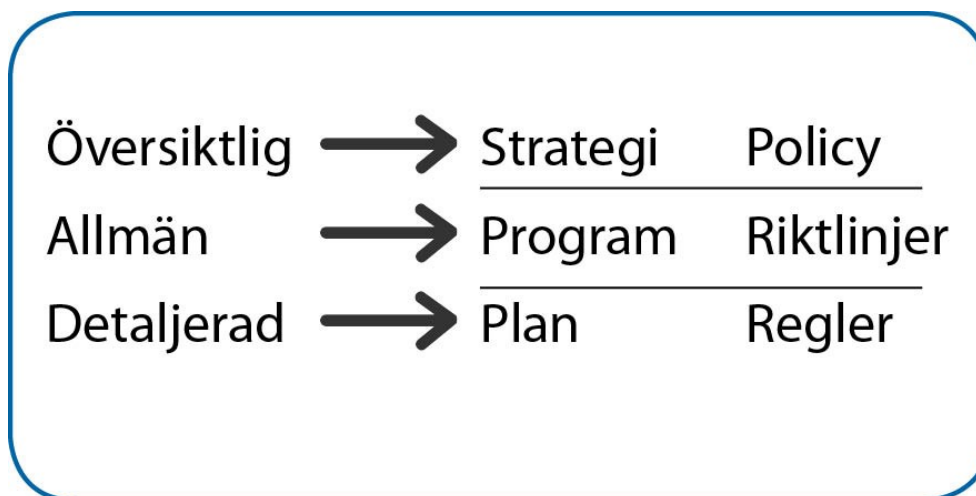 Översiktlig Strategi Policy
Allmän Program Riktlinjer
Detaljerad Plan Regler